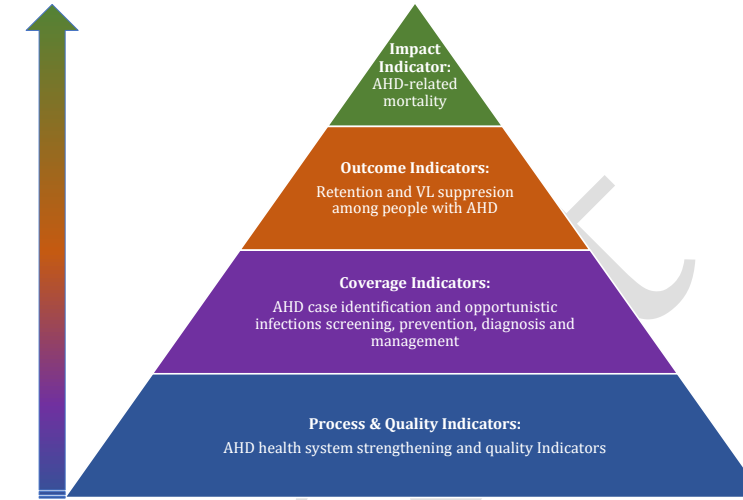 Impact
Indicator:
AHD-related
mortality
Outcome Indicators:
Retention and VL suppresion
among people with AHD
Coverage Indicators:
AHD case identification and opportunistic
infections screening, prevention, diagnosis and
management
Process & Quality Indicators:
AHD health system strengthening and quality Indicators